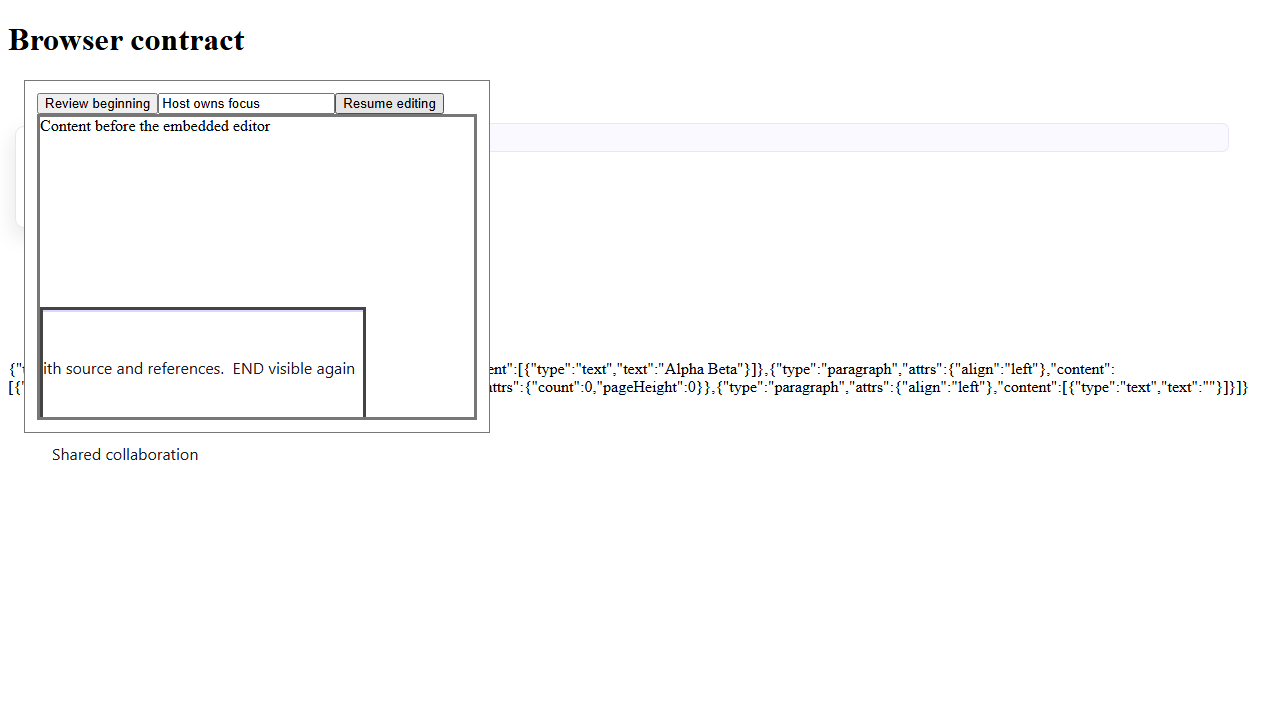 Browser contract
Review beginning Host owns focus Resume editing
Content before the embedded editor
{"t ith source and references.  END visible again ent":[{"type":"text","text":"Alpha Beta"}]},{"type":"paragraph","attrs":{"align":"left"},"content":
[{" attrs":{"count":0,"pageHeight":0}},{"type":"paragraph","attrs":{"align":"left"},"content":[{"type":"text","text":""}]}]}
Shared collaboration